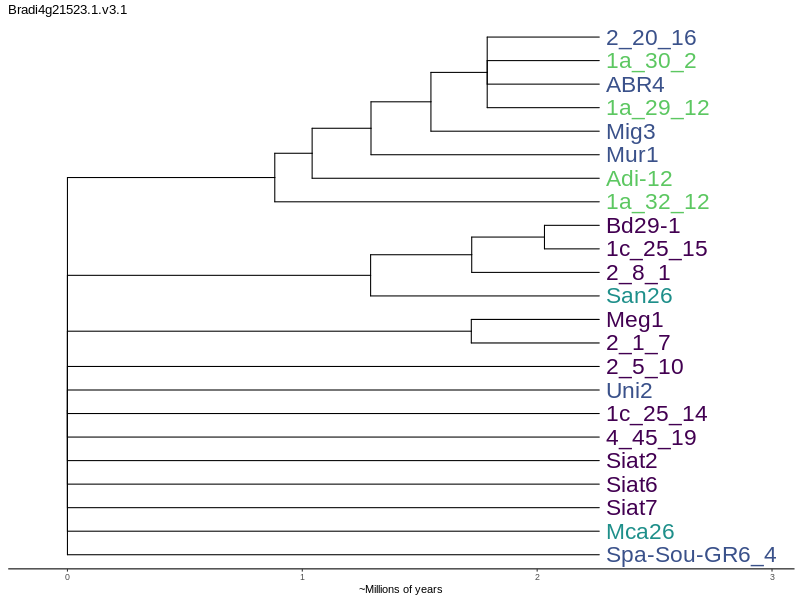 Bradi4g21523.1.v3.1
2_20_16
1a_30_2
ABR4
1a_29_12
Mig3
Mur1
Adi-12
1a_32_12
Bd29-1
1c_25_15
2_8_1
San26
Meg1
2_1_7
2_5_10
Uni2
1c_25_14
4_45_19
Siat2
Siat6
Siat7
Mca26
Spa-Sou-GR6_4
0 1 2 3
~Millions of years